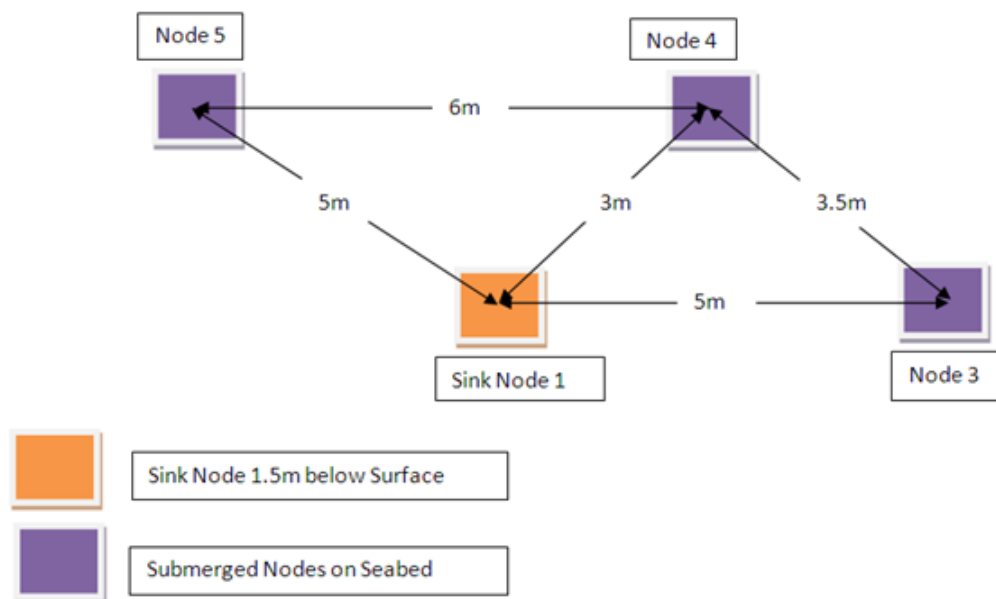 Node 5
Node 4
6m
5m
3m
3.5m
5m
Sink Node 1
Node 3
Sink Node 1.5m below Surface
Submerged Nodes on Seabed